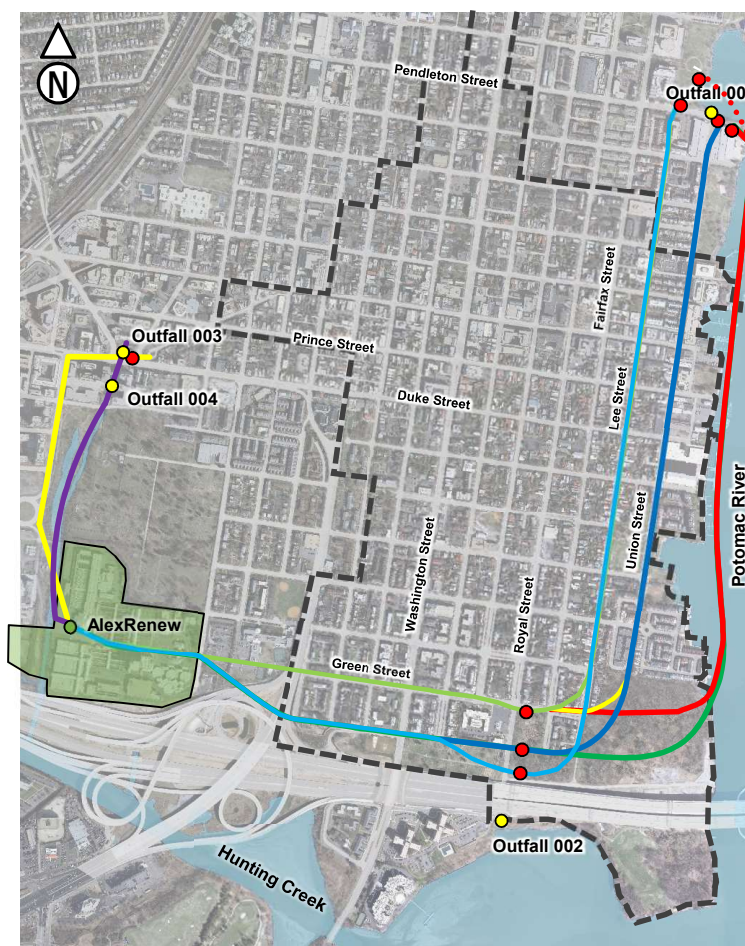 N
Pendleton Street
Outfall 00
Fairfax Street
Outfall 003
Prince Street
Outfall 004
Duke Street
Lee Street
Union Street
Potomac River
Washington Street
Royal Street
AlexRenew
Green Street
Outfall 002
Hunting Creek